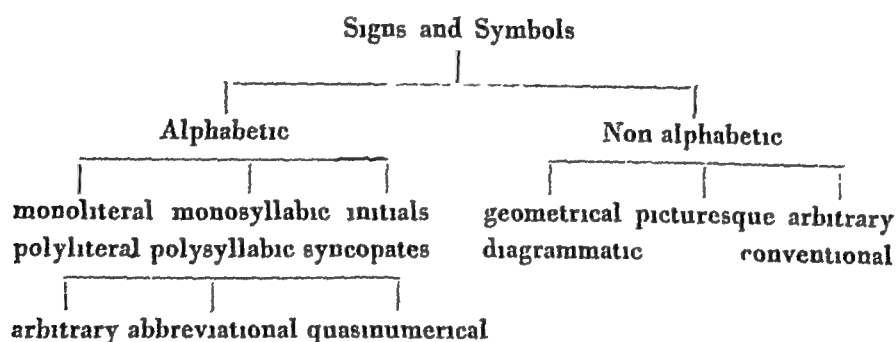 Signs and Symbols
Alphabetic Non alphabetic
monoliteral monosyllabic initials geometrical picturesque arbitrary
polyliteral polysyllabic syncopates diagrammatic conventional
arbitrary abbreviational quasinumerical